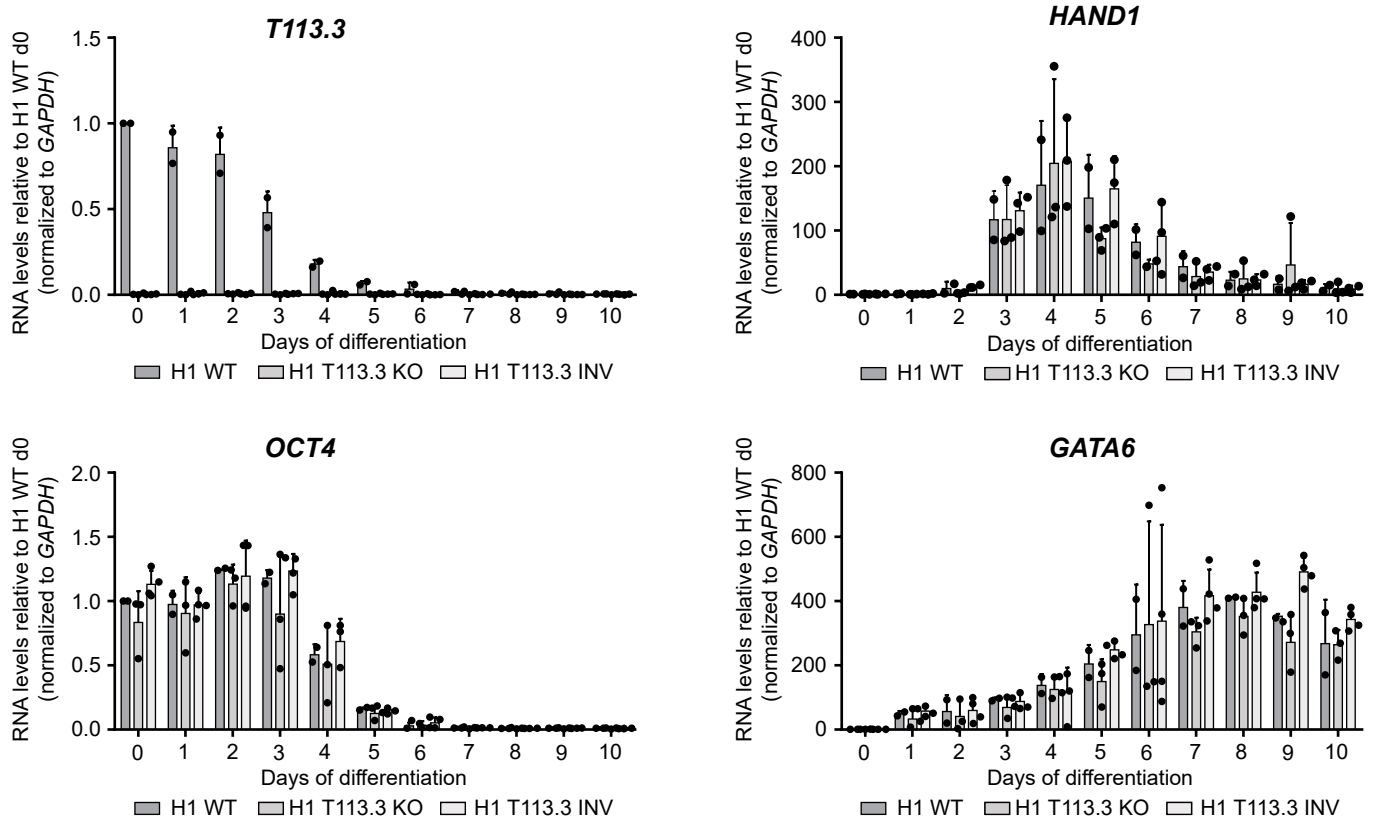 T113.3
RNA levels relative to H1 WT d0
(normalized to GAPDH)
1.5
1.0
0.5
0.0
0 1 2 3 4 5 6 7 8 9 10
Days of differentiation
H1 WT H1 T113.3 KO H1 T113.3 INV
HAND1
RNA levels relative to H1 WT d0
(normalized to GAPDH)
400
300
200
100
0
0 1 2 3 4 5 6 7 8 9 10
Days of differentiation
H1 WT H1 T113.3 KO H1 T113.3 INV
OCT4
RNA levels relative to H1 WT d0
(normalized to GAPDH)
2.0
1.5
1.0
0.5
0.0
0 1 2 3 4 5 6 7 8 9 10
Days of differentiation
H1 WT H1 T113.3 KO H1 T113.3 INV
GATA6
RNA levels relative to H1 WT d0
(normalized to GAPDH)
800
600
400
200
0
0 1 2 3 4 5 6 7 8 9 10
Days of differentiation
H1 WT H1 T113.3 KO H1 T113.3 INV